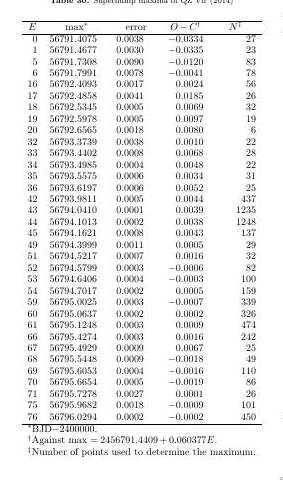 Table 30. Superhump maxima of QZ Vir (2014)
E max* error O − C† N‡
0 56791.4075 0.0038 −0.0334 27
1 56791.4677 0.0030 −0.0335 23
5 56791.7308 0.0090 −0.0120 83
6 56791.7991 0.0078 −0.0041 78
16 56792.4093 0.0017 0.0024 56
17 56792.4858 0.0041 0.0185 26
18 56792.5345 0.0055 0.0069 32
19 56792.5978 0.0055 0.0097 19
20 56792.6565 0.0018 0.0080 6
32 56793.3739 0.0038 0.0010 22
33 56793.4402 0.0008 0.0068 28
34 56793.4985 0.0004 0.0048 22
35 56793.5575 0.0006 0.0034 31
36 56793.6197 0.0006 0.0052 25
42 56793.9811 0.0005 0.0044 437
43 56794.0410 0.0001 0.0039 1235
44 56794.1013 0.0002 0.0038 1248
45 56794.1621 0.0008 0.0043 137
49 56794.3999 0.0011 0.0005 29
51 56794.5217 0.0007 0.0016 32
52 56794.5799 0.0003 −0.0006 82
53 56794.6406 0.0004 −0.0003 100
54 56794.7017 0.0002 0.0005 159
59 56795.0025 0.0003 −0.0007 339
60 56795.0637 0.0002 0.0002 326
61 56795.1248 0.0003 0.0009 474
66 56795.4274 0.0003 0.0016 242
67 56795.4929 0.0009 0.0067 25
68 56795.5448 0.0009 −0.0018 49
69 56795.6053 0.0004 −0.0016 110
70 56795.6654 0.0005 −0.0019 86
71 56795.7278 0.0027 0.0001 26
75 56795.9682 0.0018 −0.0009 101
76 56796.0294 0.0002 −0.0002 450
*BJD−2400000.
†Against max = 2456791.4409 + 0.060377E.
‡Number of points used to determine the maximum.